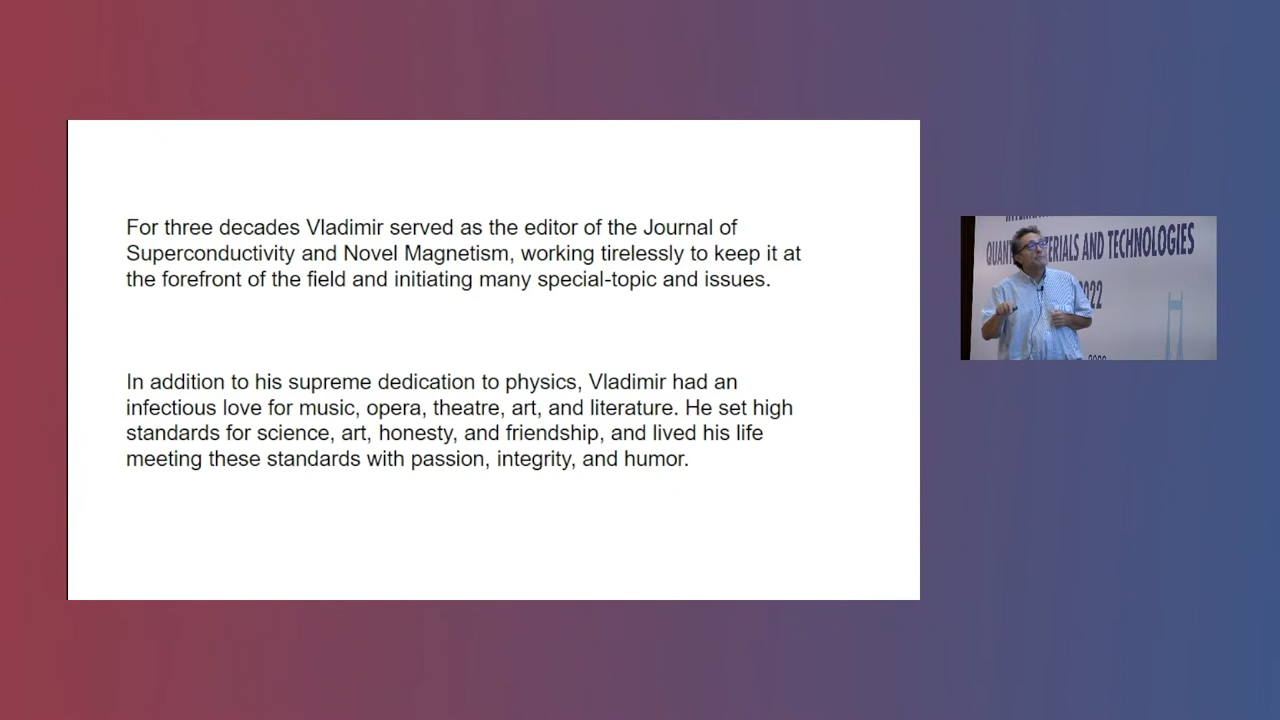 For three decades Vladimir served as the editor of the Journal of
Superconductivity and Novel Magnetism, working tirelessly to keep it at
the forefront of the field and initiating many special-topic and issues.
In addition to his supreme dedication to physics, Vladimir had an
infectious love for music, opera, theatre, art, and literature. He set high
standards for science, art, honesty, and friendship, and lived his life
meeting these standards with passion, integrity, and humor.
AND TECHNOLOGIES